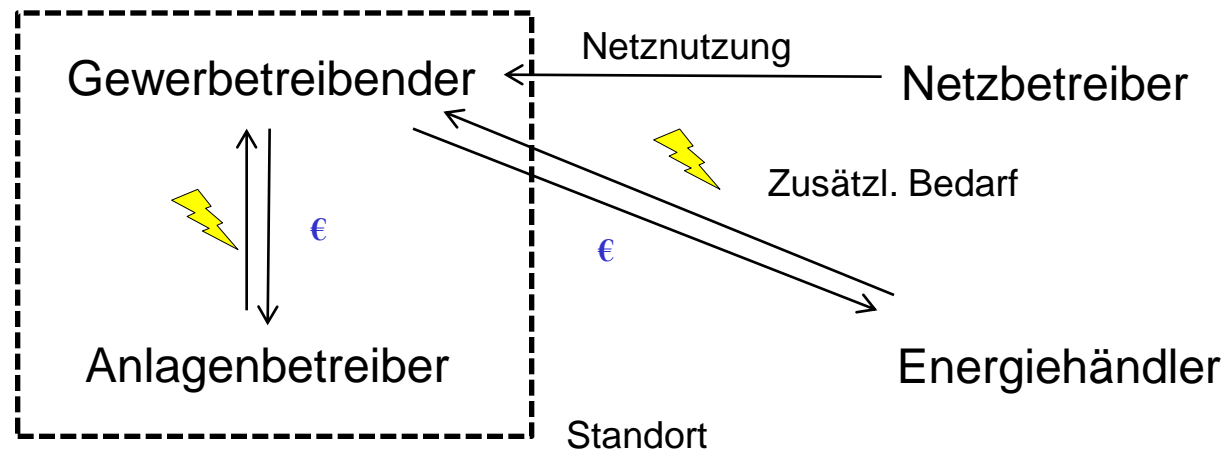 Netznutzung
Gewerbetreibender
Netzbetreiber
Zusätzl. Bedarf
€
€
Anlagenbetreiber
Energiehändler
Standort